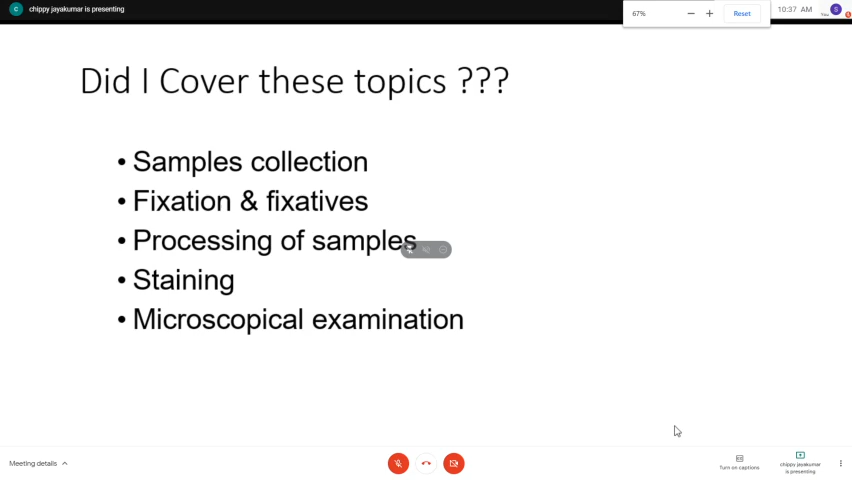 C chippy jayakumar is presenting
67% Reset
10:37 AM
You
S
Did I Cover these topics ???
• Samples collection
• Fixation & fixatives
• Processing of samples
• Staining
• Microscopical examination
Meeting details
Turn on captions
chippy jayakumar
is presenting